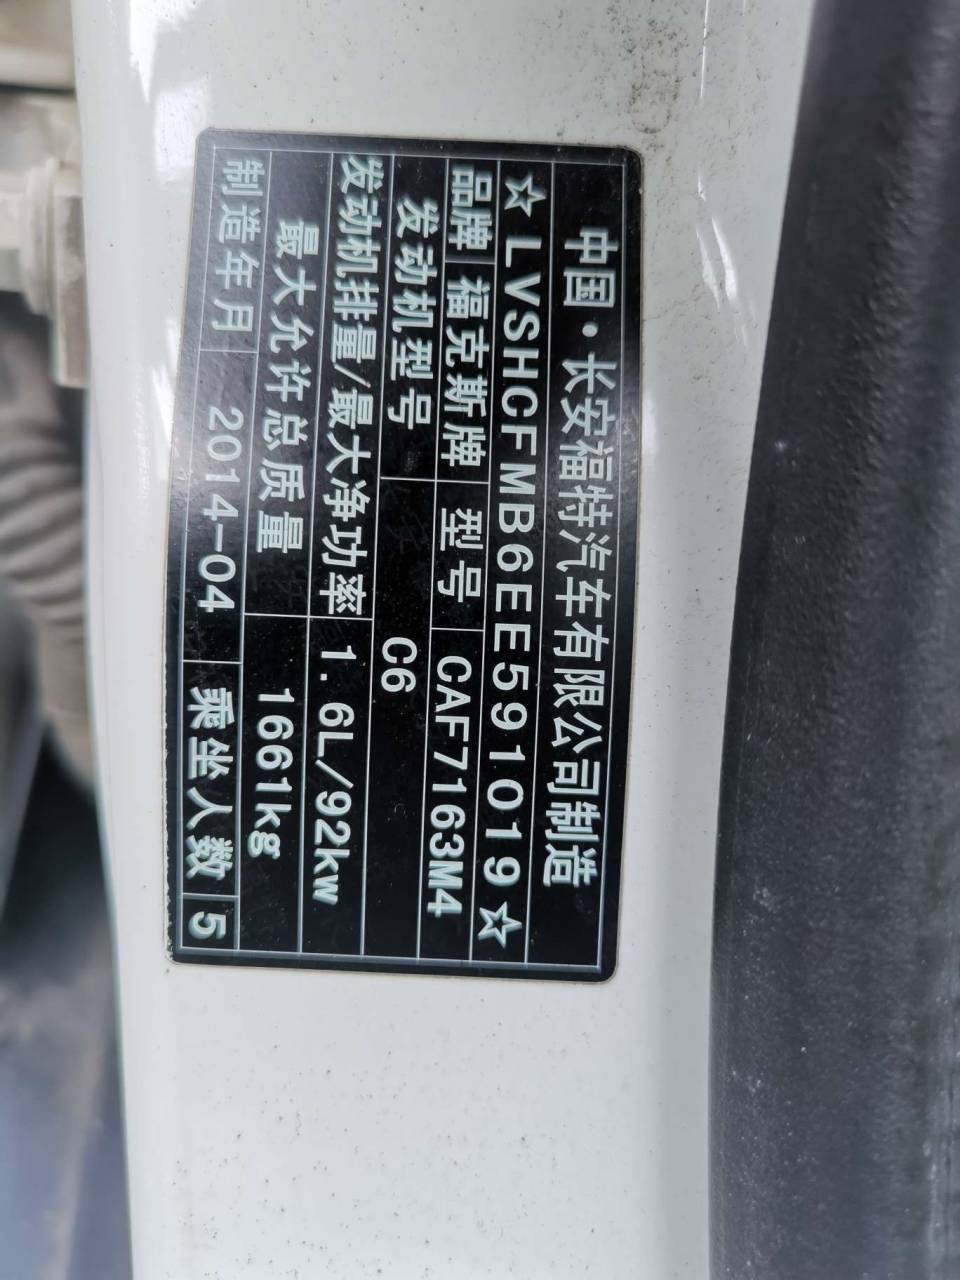 中国·长安福特汽车有限公司制造
☆LVSHCFMB6EE591019☆
品牌 福克斯牌 型号 CAF7163M4
发动机型号 C6
发动机排量/最大净功率 1.6L/92kw
最大允许总质量 1661kg
制造年月 2014-04 乘坐人数 5